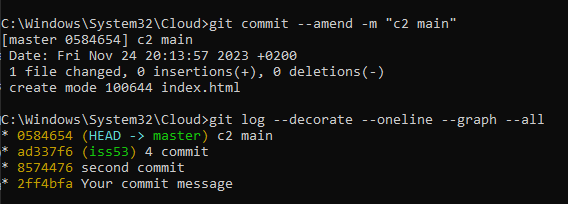 C:\Windows\System32\Cloud>git commit --amend -m "c2 main"
[master 0584654] c2 main
 Date: Fri Nov 24 20:13:57 2023 +0200
 1 file changed, 0 insertions(+), 0 deletions(-)
 create mode 100644 index.html
C:\Windows\System32\Cloud>git log --decorate --oneline --graph --all
* 0584654 (HEAD -> master) c2 main
* ad337f6 (iss53) 4 commit
* 8574476 second commit
* 2ff4bfa Your commit message